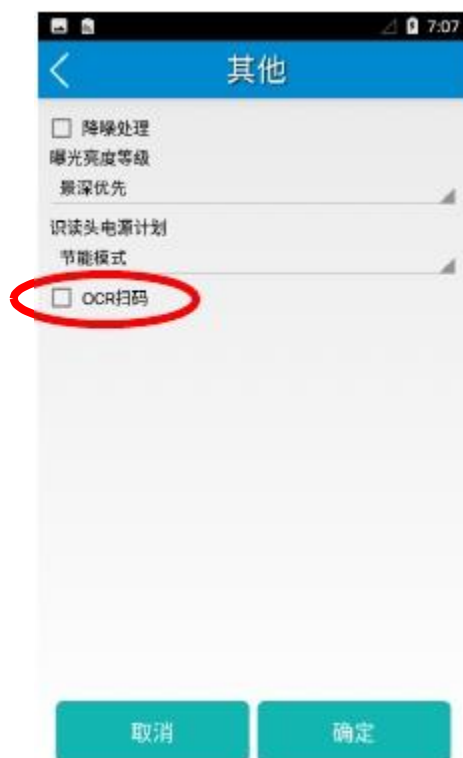 7:07
其他
降噪处理
曝光亮度等级
景深优先
识读头电源计划
节能模式
OCR扫码
取消
确定